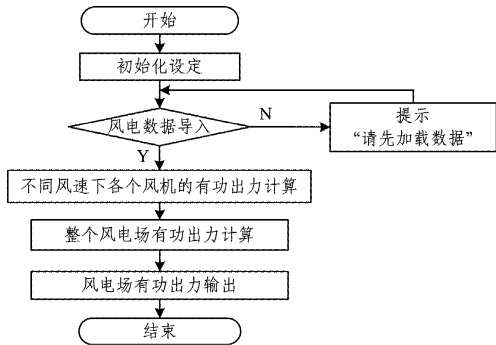 开始
初始化设定
风电数据导入
N
提示
“请先加载数据”
Y
不同风速下各个风机的有功出力计算
整个风电场有功出力计算
风电场有功出力输出
结束